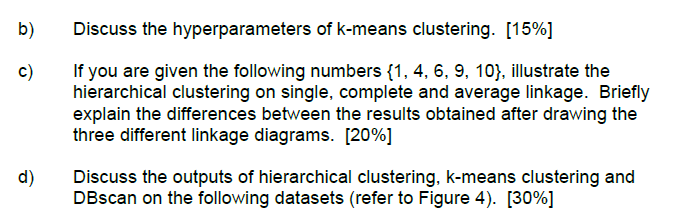 b) Discuss the hyperparameters of k-means clustering. [15%]
c) If you are given the following numbers {1, 4, 6, 9, 10}, illustrate the
hierarchical clustering on single, complete and average linkage. Briefly
explain the differences between the results obtained after drawing the
three different linkage diagrams. [20%]
d) Discuss the outputs of hierarchical clustering, k-means clustering and
DBscan on the following datasets (refer to Figure 4). [30%]